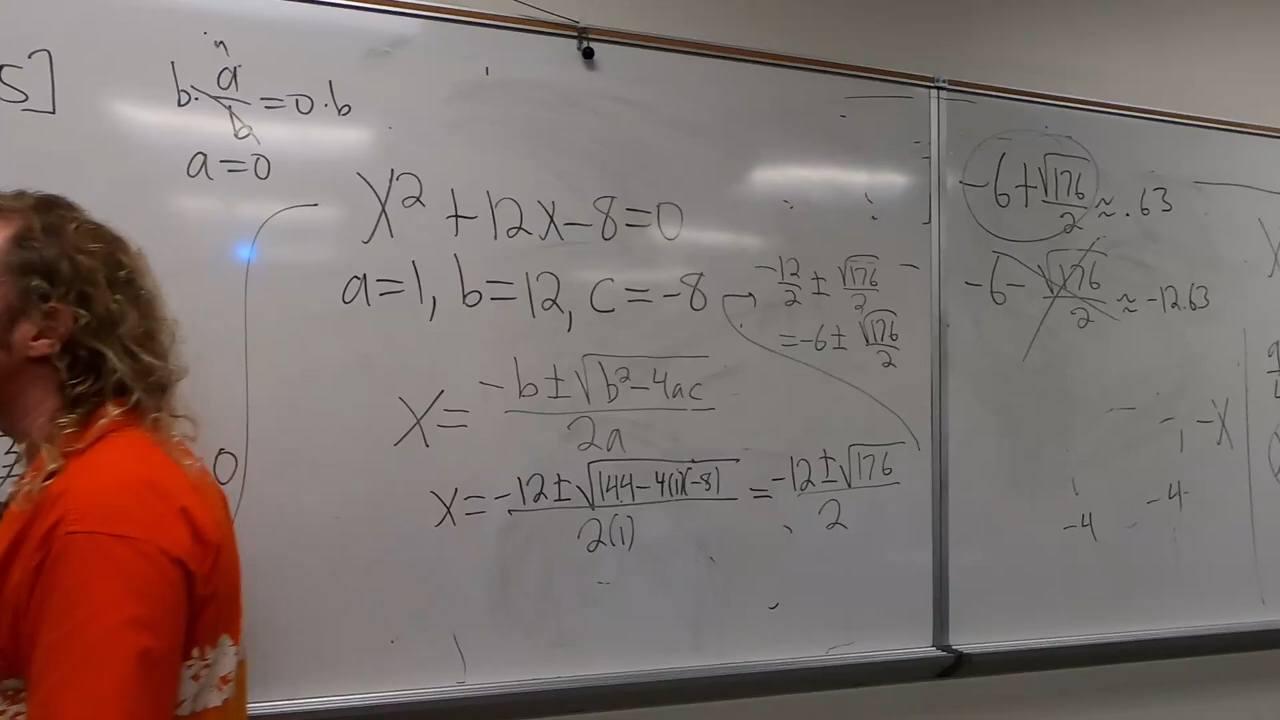 5]
b · a/b = 0 · b
a=0
x² + 12x - 8 = 0
a=1, b=12, c=-8
x = (-b ± √(b²-4ac)) / 2a
x = (-12 ± √(144-4(1)(-8))) / 2(1) = (-12 ± √176) / 2
-12/2 ± √176/2
= -6 ± √176/2
0
-6 + √176/2 ≈ .63
-6 - √176/2 ≈ -12.63
-x
-4
-4